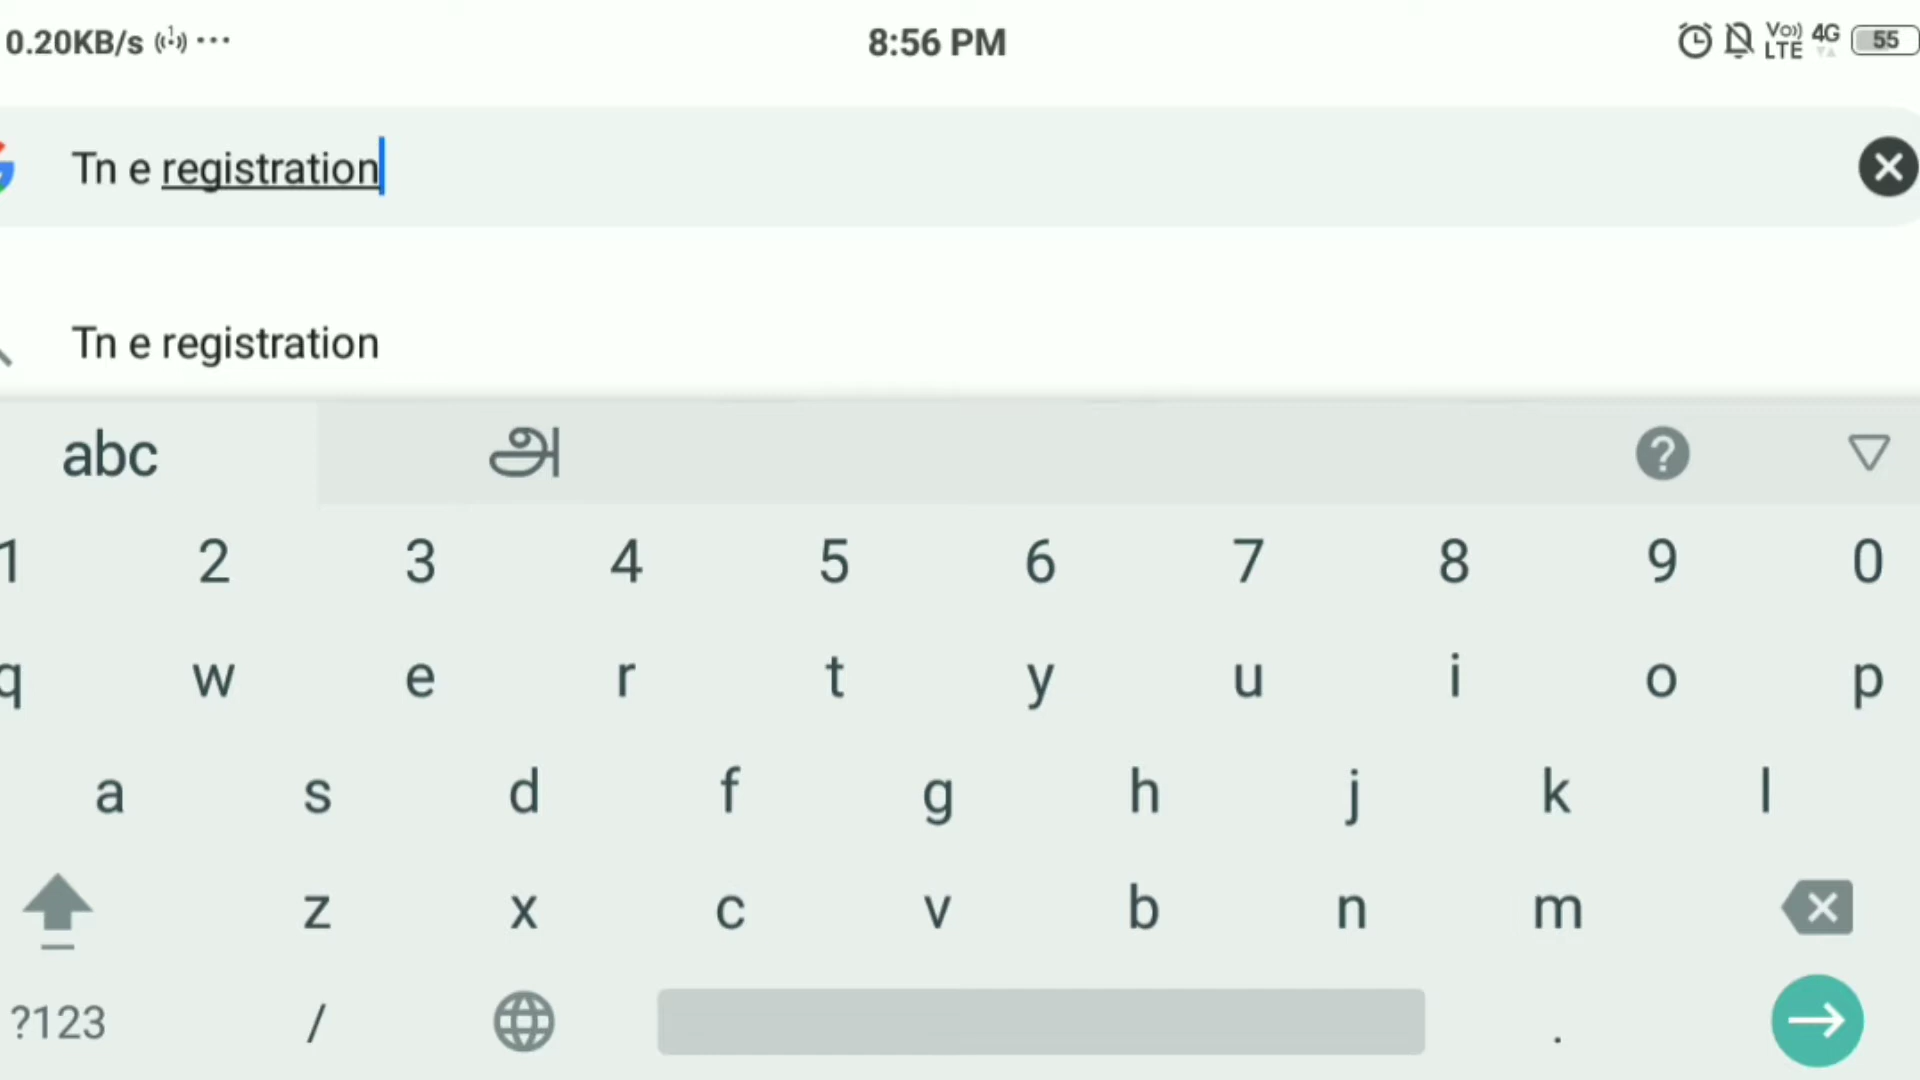 0.20KB/s 8:56 PM Vo)) LTE 4G 55
Tn e registration
Tn e registration
abc அ ?
1 2 3 4 5 6 7 8 9 0
q w e r t y u i o p
a s d f g h j k l
z x c v b n m
?123 / .